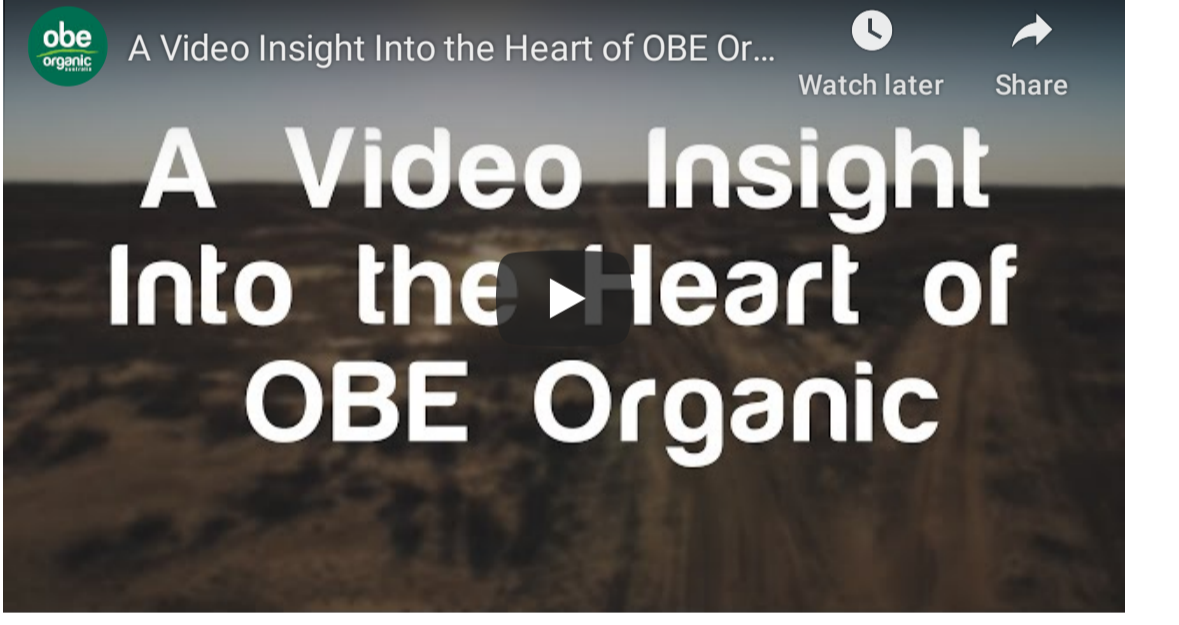 obe
organic
australia
A Video Insight Into the Heart of OBE Or...
Watch later
Share
A Video Insight
Into the Heart of
OBE Organic